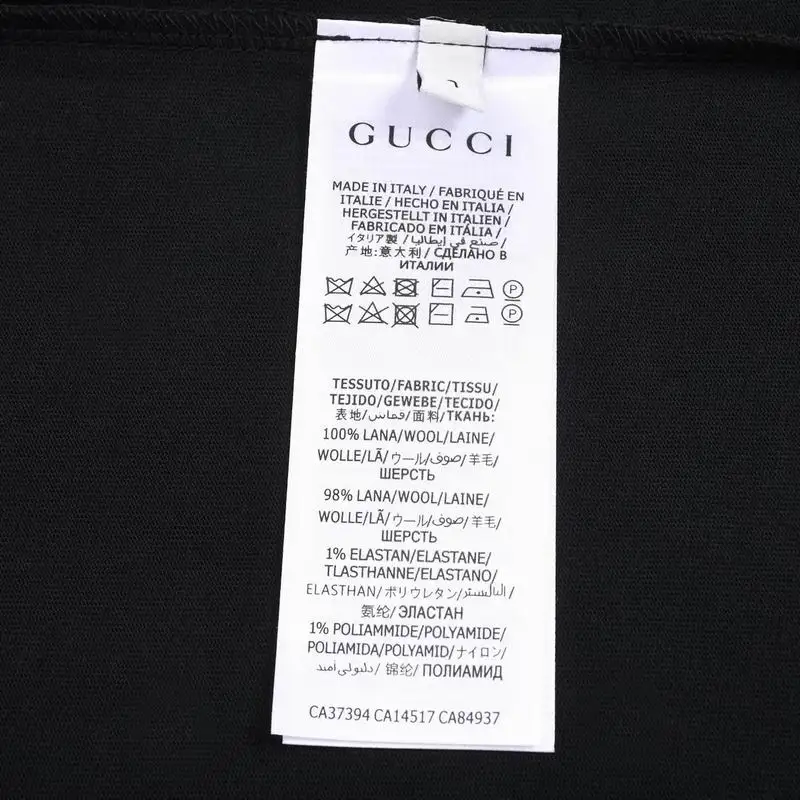 GUCCI
MADE IN ITALY / FABRIQUÉ EN
ITALIE / HECHO EN ITALIA /
HERGESTELLT IN ITALIEN /
FABRICADO EM ITÁLIA /
イタリア製 / صنع في إيطاليا /
产地:意大利 / СДЕЛАНО В
ИТАЛИИ
P
P
TESSUTO/FABRIC/TISSU/
TEJIDO/GEWEBE/TECIDO/
表地/قماس/面料/ТКАНЬ:
100% LANA/WOOL/LAINE/
WOLLE/LÃ/ウール/صوف/羊毛/
ШЕРСТЬ
98% LANA/WOOL/LAINE/
WOLLE/LÃ/ウール/صوف/羊毛/
ШЕРСТЬ
1% ELASTAN/ELASTANE/
TLASTHANNE/ELASTANO/
ELASTHAN/ポリウレタン/
氨纶/ЭЛАСТАН
1% POLIAMMIDE/POLYAMIDE/
POLIAMIDA/POLYAMID/ナイロン/
锦纶/ ПОЛИАМИД
CA37394 CA14517 CA84937